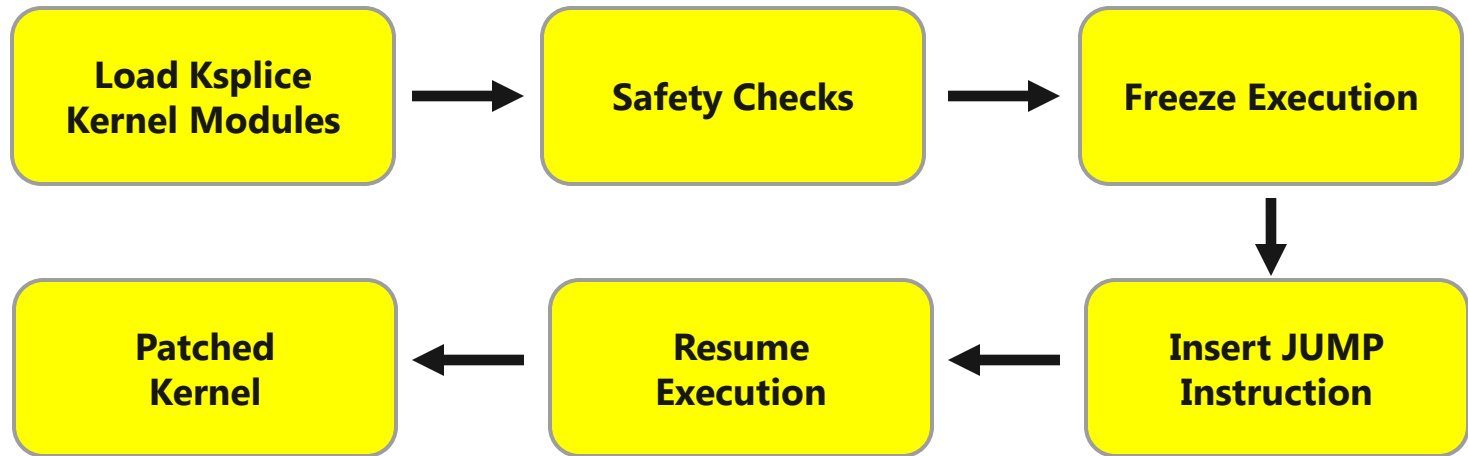 Load Ksplice
Kernel Modules
Safety Checks
Freeze Execution
Insert JUMP
Instruction
Resume
Execution
Patched
Kernel